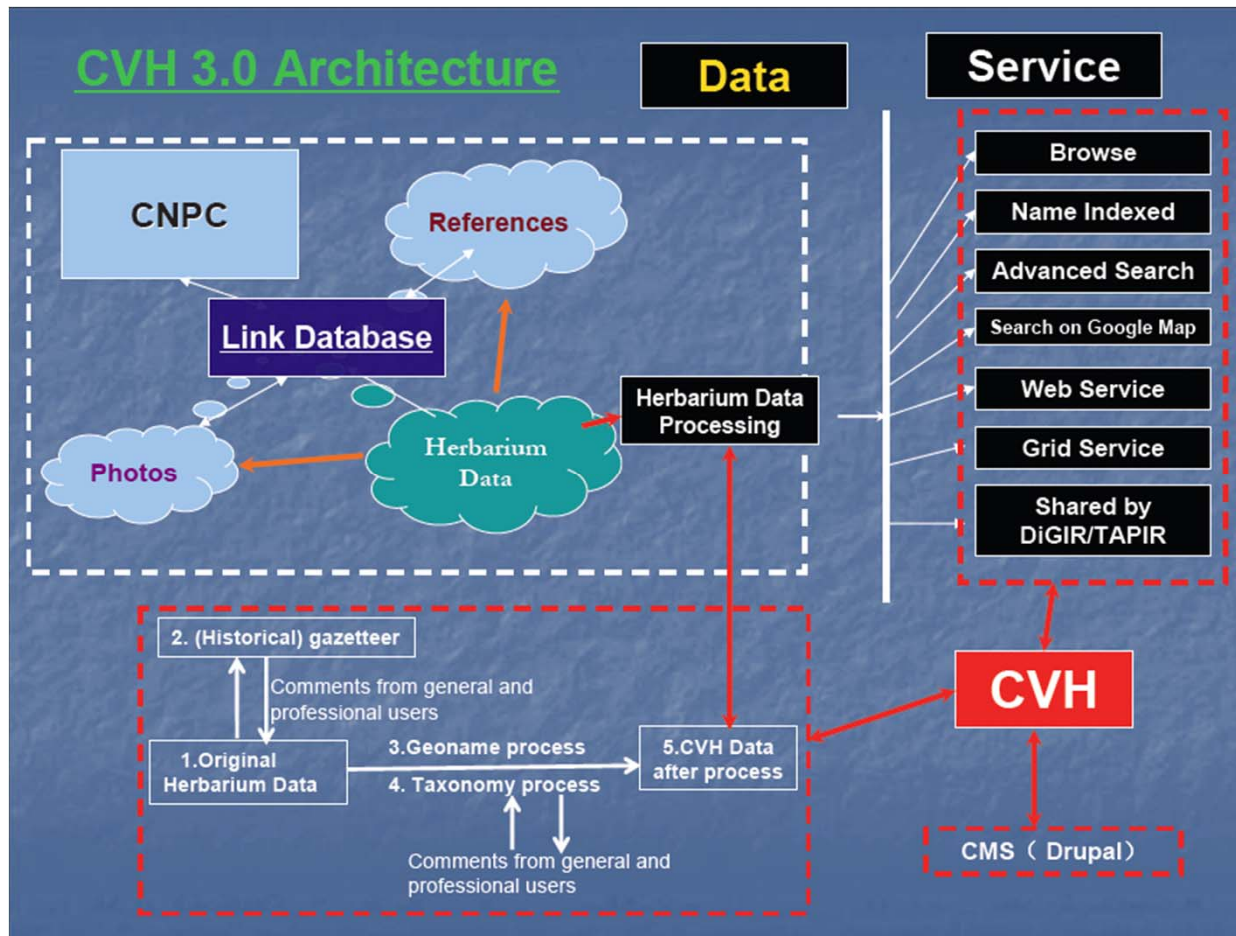 CVH 3.0 Architecture
Data
Service
CNPC
References
Link Database
Photos
Herbarium
Data
Herbarium Data
Processing
Browse
Name Indexed
Advanced Search
Search on Google Map
Web Service
Grid Service
Shared by
DiGIR/TAPIR
2. (Historical) gazetteer
Comments from general and
professional users
1.Original
Herbarium Data
3.Geoname process
4. Taxonomy process
5.CVH Data
after process
Comments from general and
professional users
CVH
CMS（ Drupal）